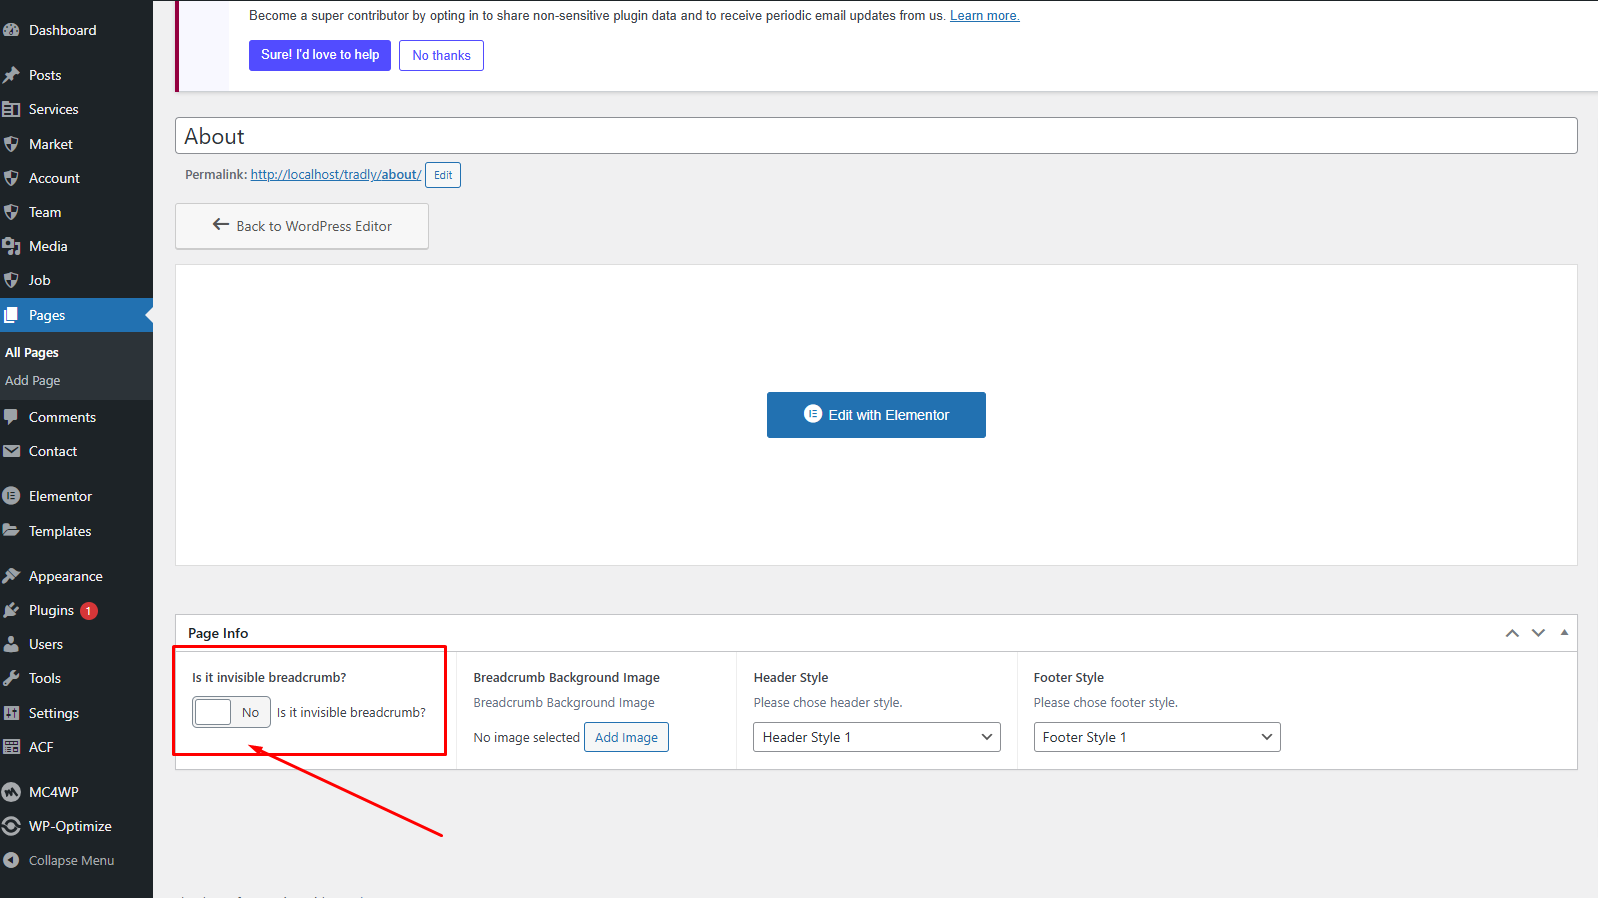 Dashboard
Posts
Services
Market
Account
Team
Media
Job
Pages
All Pages
Add Page
Comments
Contact
Elementor
Templates
Appearance
Plugins 1
Users
Tools
Settings
ACF
MC4WP
WP-Optimize
Collapse Menu
Become a super contributor by opting in to share non-sensitive plugin data and to receive periodic email updates from us. Learn more.
Sure! I'd love to help
No thanks
About
Permalink: http://localhost/tradly/about/ Edit
Back to WordPress Editor
Edit with Elementor
Page Info
Is it invisible breadcrumb?
No
Is it invisible breadcrumb?
Breadcrumb Background Image
Breadcrumb Background Image
No image selected
Add Image
Header Style
Please chose header style.
Header Style 1
Footer Style
Please chose footer style.
Footer Style 1